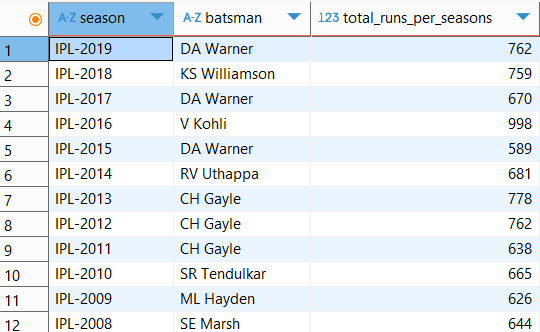 A-Z season A-Z batsman 123 total_runs_per_seasons
1 IPL-2019 DA Warner 762
2 IPL-2018 KS Williamson 759
3 IPL-2017 DA Warner 670
4 IPL-2016 V Kohli 998
5 IPL-2015 DA Warner 589
6 IPL-2014 RV Uthappa 681
7 IPL-2013 CH Gayle 778
8 IPL-2012 CH Gayle 762
9 IPL-2011 CH Gayle 638
10 IPL-2010 SR Tendulkar 665
11 IPL-2009 ML Hayden 626
12 IPL-2008 SE Marsh 644